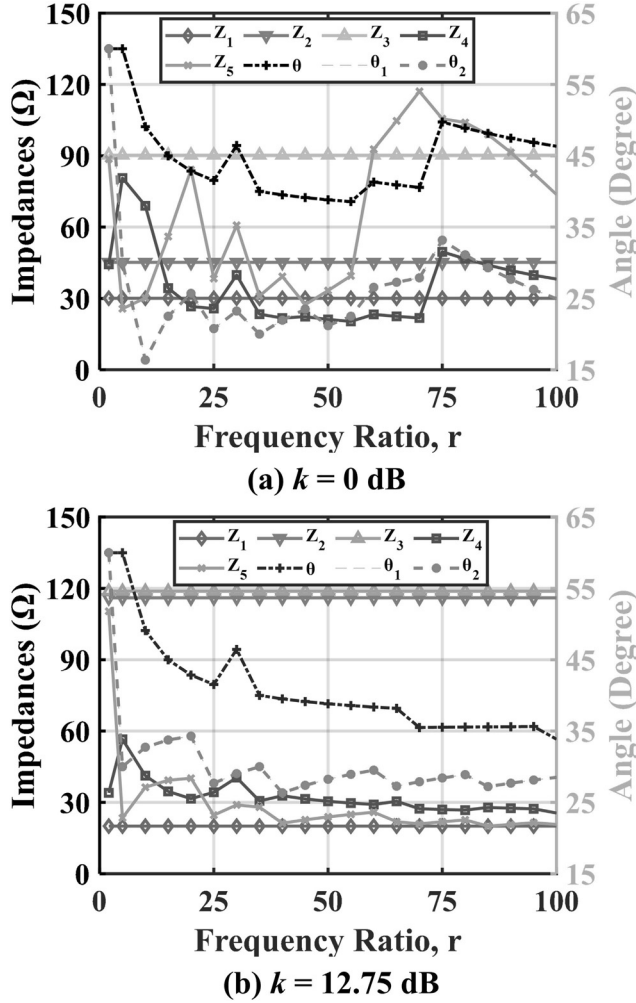 Z₁ Z₂ Z₃ Z₄
Z₅ θ θ₁ θ₂
150
120
90
60
30
0
Impedances (Ω)
65
55
45
35
25
15
Angle (Degree)
0 25 50 75 100
Frequency Ratio, r
(a) k = 0 dB
Z₁ Z₂ Z₃ Z₄
Z₅ θ θ₁ θ₂
150
120
90
60
30
0
Impedances (Ω)
65
55
45
35
25
15
Angle (Degree)
0 25 50 75 100
Frequency Ratio, r
(b) k = 12.75 dB